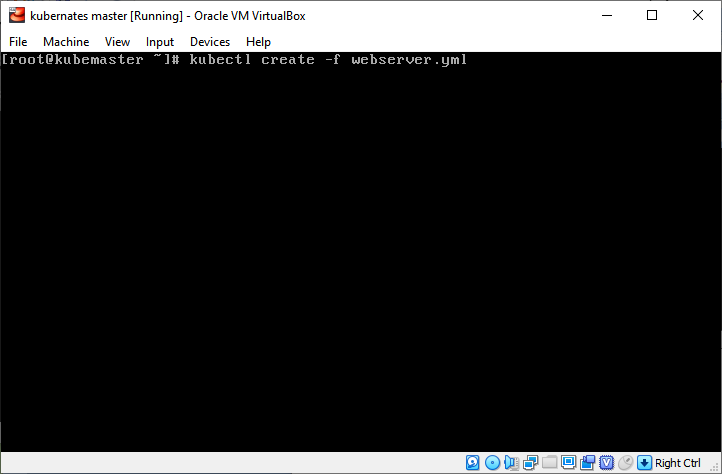 kubernates master [Running] - Oracle VM VirtualBox
File Machine View Input Devices Help
[root@kubemaster ~]# kubectl create -f webserver.yml
Right Ctrl